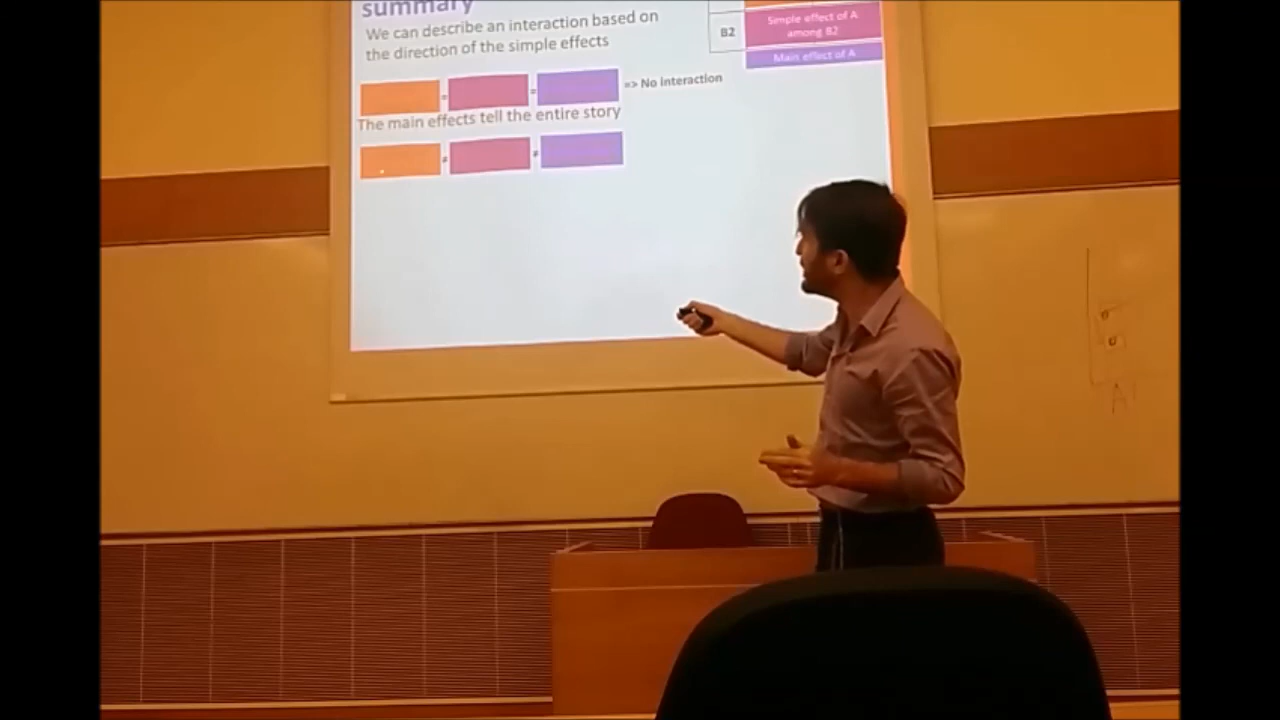 summary
We can describe an interaction based on
the direction of the simple effects
B2
Simple effect of A
among B2
Main effect of A
= = => No interaction
The main effects tell the entire story
≠ ≠